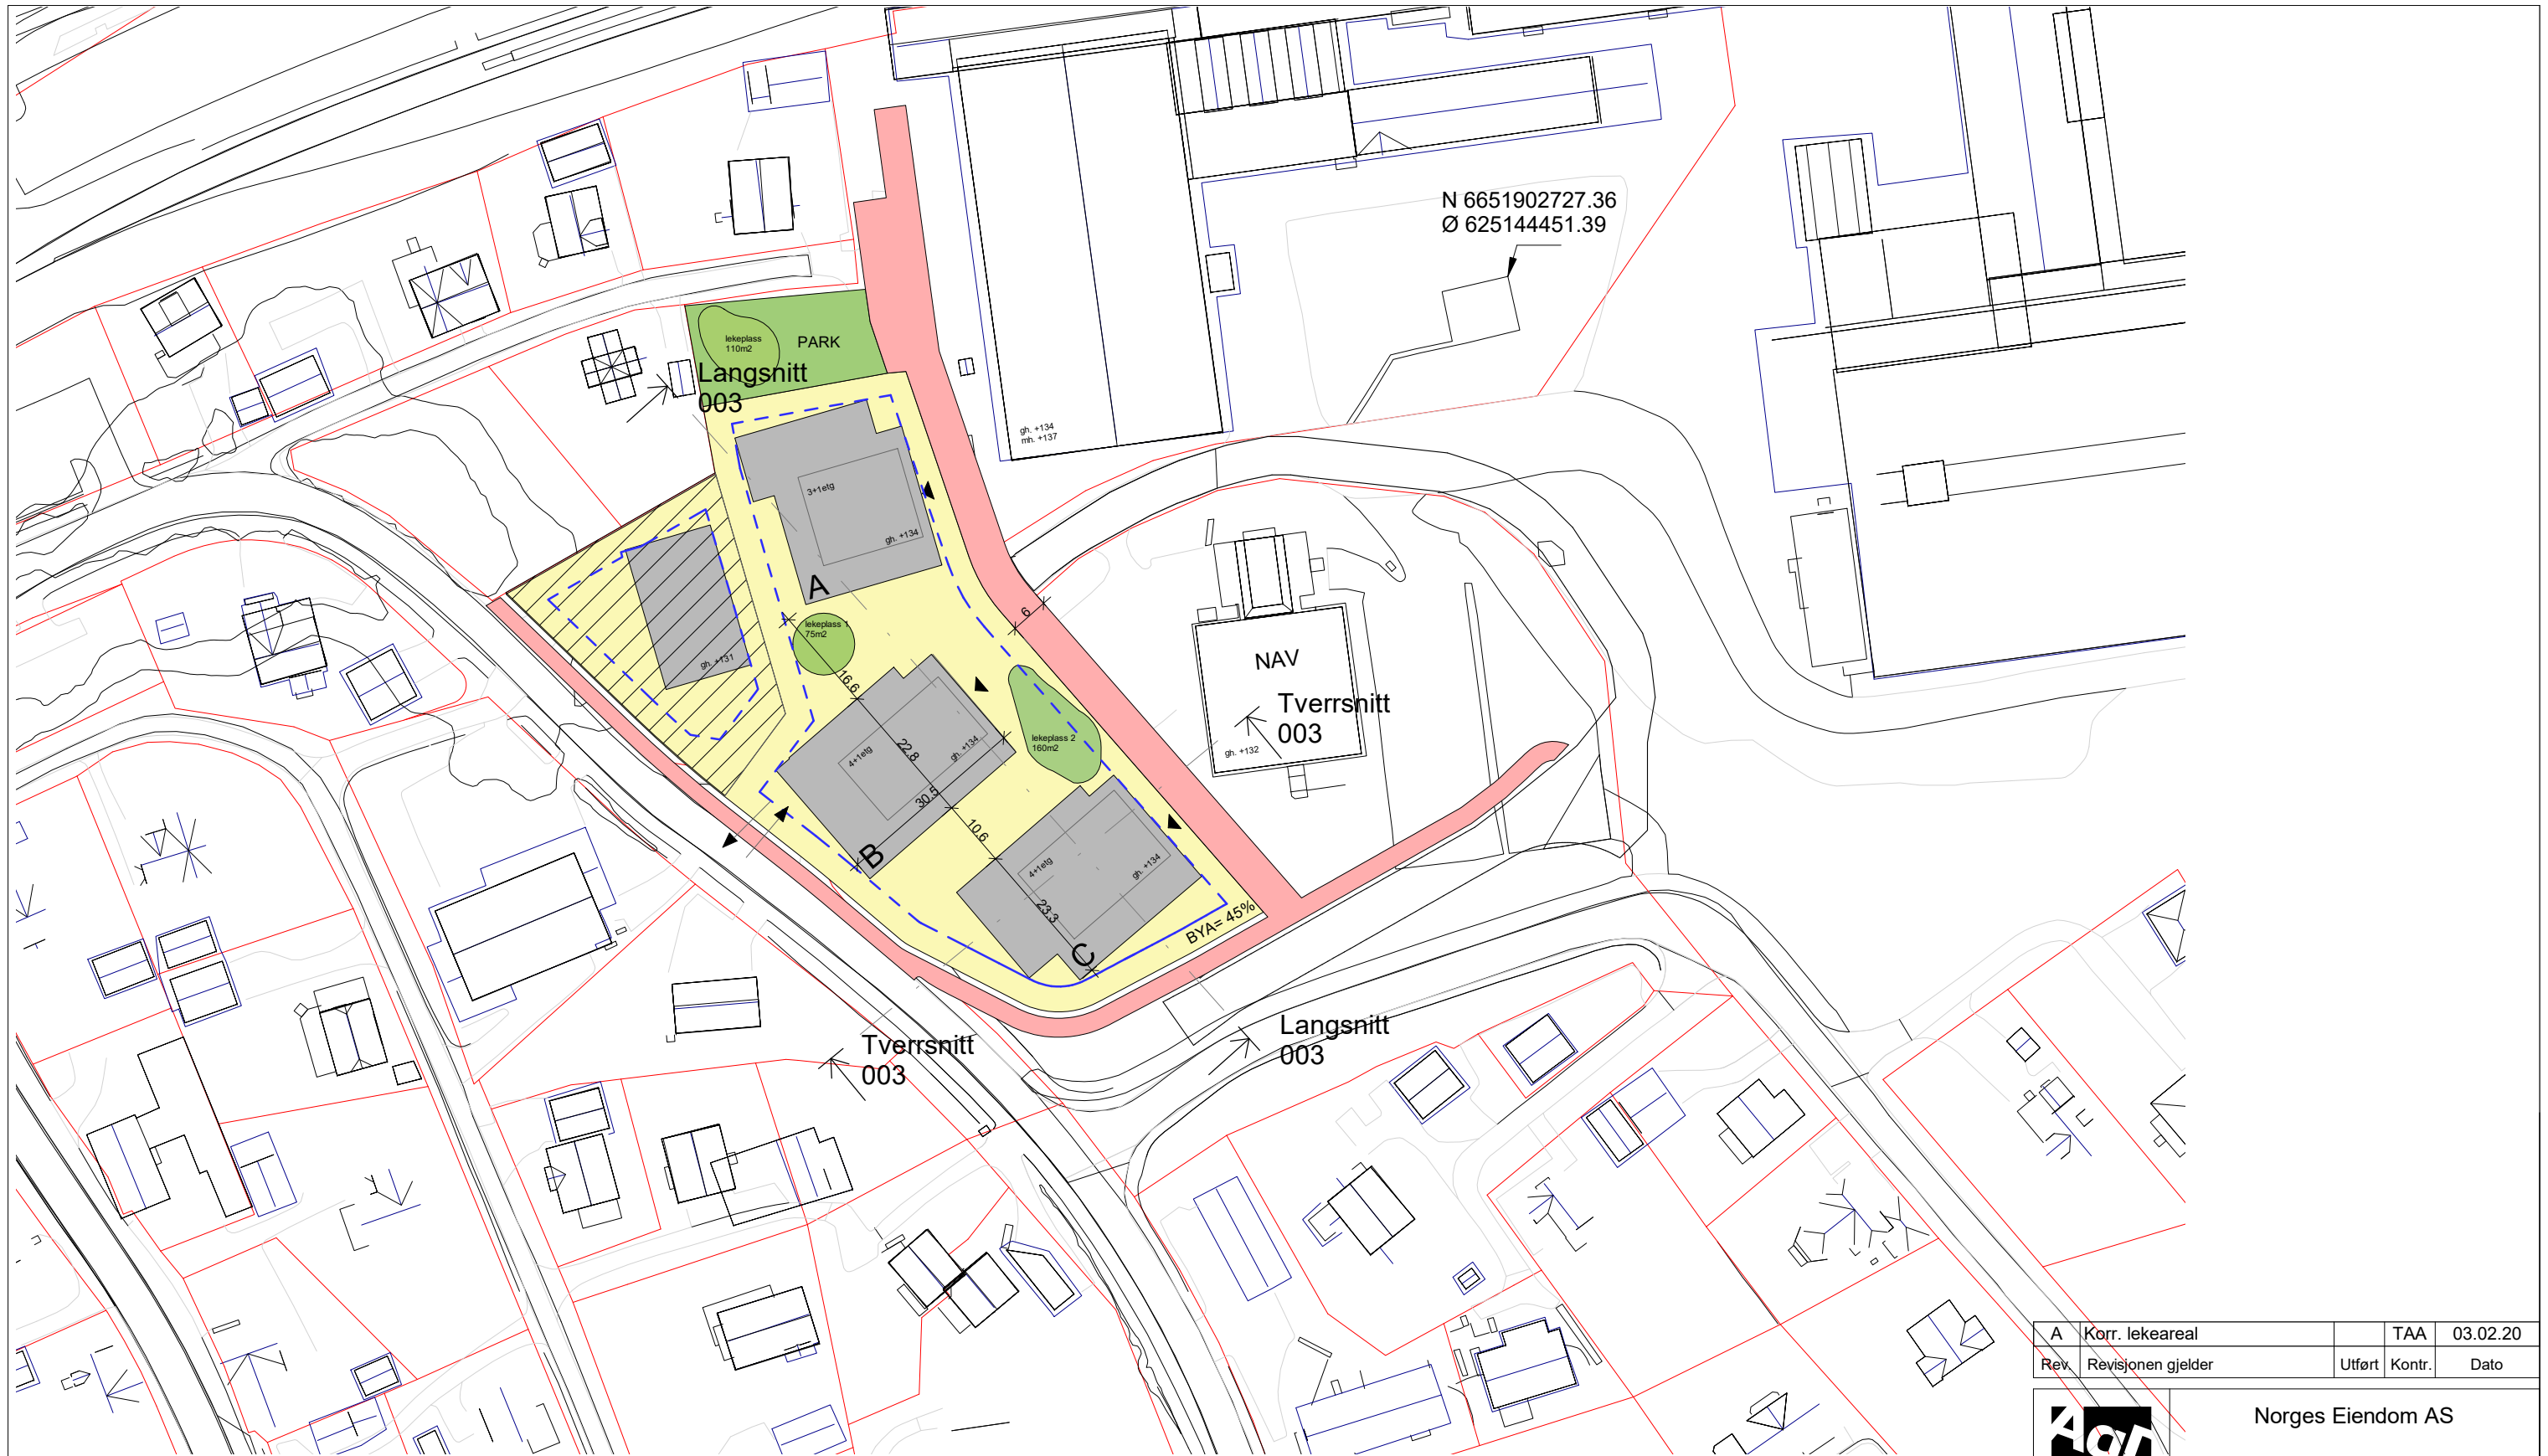 N 6651902727.36
Ø 625144451.39
lekeplass
110m2
PARK
Langsnitt
003
gh. +134
mh. +137
3+1etg
gh. +134
A
lekeplass 1
75m2
gh. +131
6
NAV
Tverrsnitt
003
gh. +132
16.6
22.8
30.5
4+1etg
gh. +134
B
lekeplass 2
160m2
10.6
4+1etg
gh. +134
23.3
C
BYA= 45%
Tverrsnitt
003
Langsnitt
003
A Korr. lekeareal TAA 03.02.20
Rev. Revisjonen gjelder Utført Kontr. Dato
Norges Eiendom AS